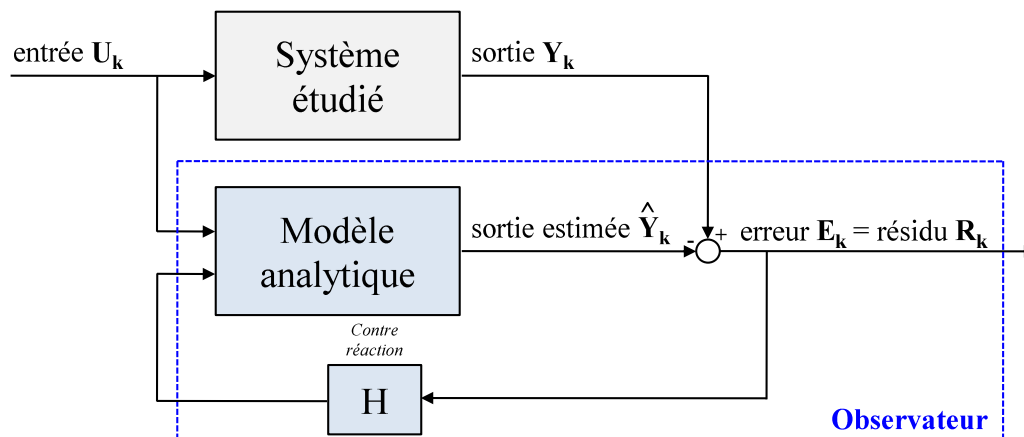 entrée Uk
Système
étudié
sortie Yk
Modèle
analytique
sortie estimée Ŷk
-
+
erreur Ek = résidu Rk
Contre
réaction
H
Observateur